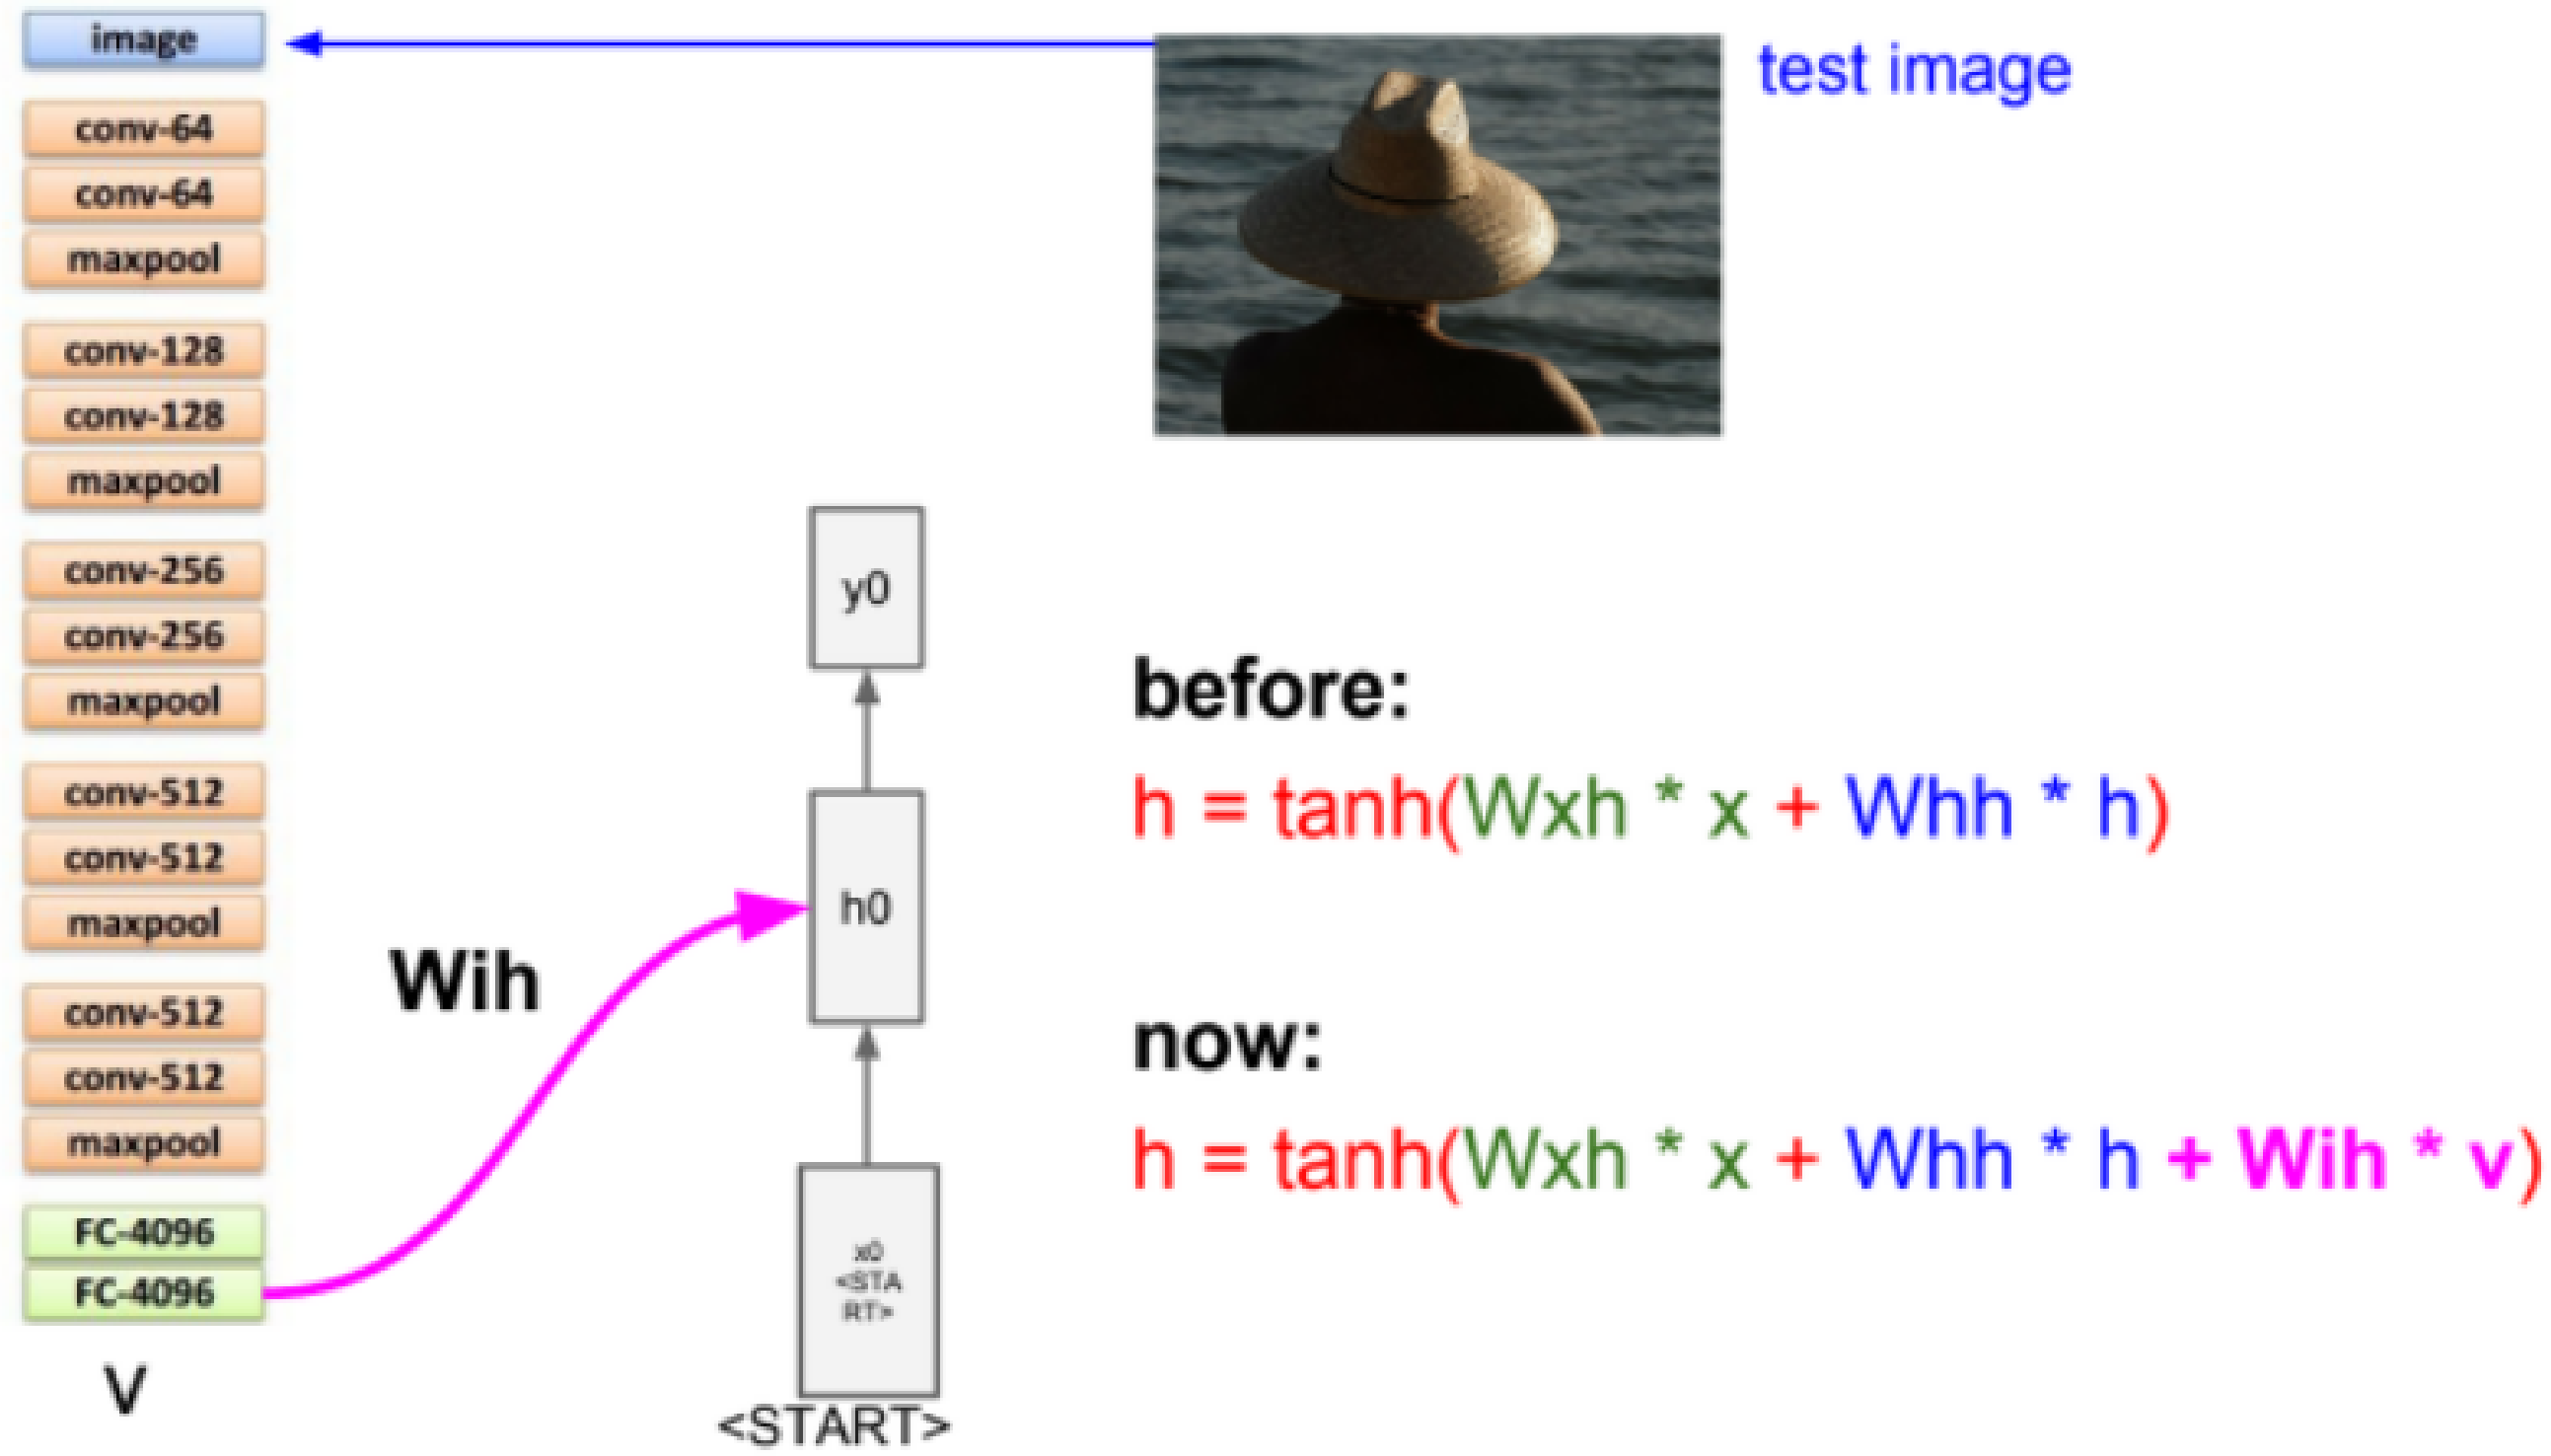 image
conv-64
conv-64
maxpool
conv-128
conv-128
maxpool
conv-256
conv-256
maxpool
conv-512
conv-512
maxpool
conv-512
conv-512
maxpool
FC-4096
FC-4096
V
Wih
y0
h0
x0
<STA
RT>
<START>
test image
before:
h = tanh(Wxh * x + Whh * h)
now:
h = tanh(Wxh * x + Whh * h + Wih * v)